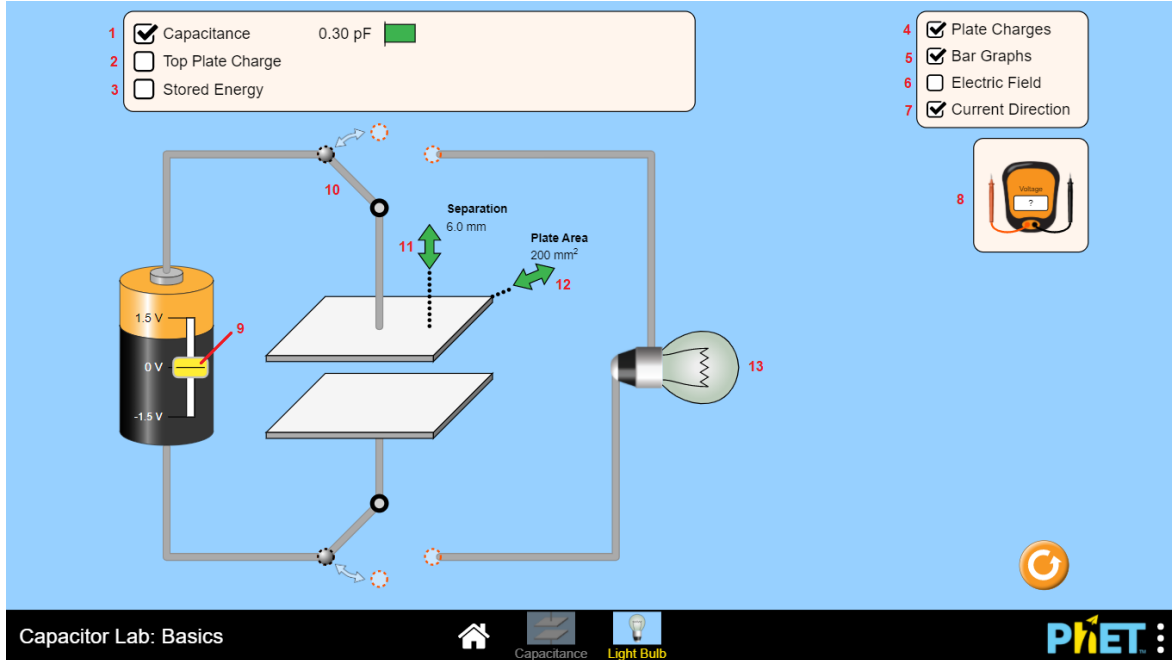 1 Capacitance 0.30 pF
2 Top Plate Charge
3 Stored Energy
4 Plate Charges
5 Bar Graphs
6 Electric Field
7 Current Direction
8
Voltage
?
10
Separation
6.0 mm
11
Plate Area
200 mm²
12
9
1.5 V
0 V
-1.5 V
13
Capacitor Lab: Basics
Capacitance
Light Bulb
PhET